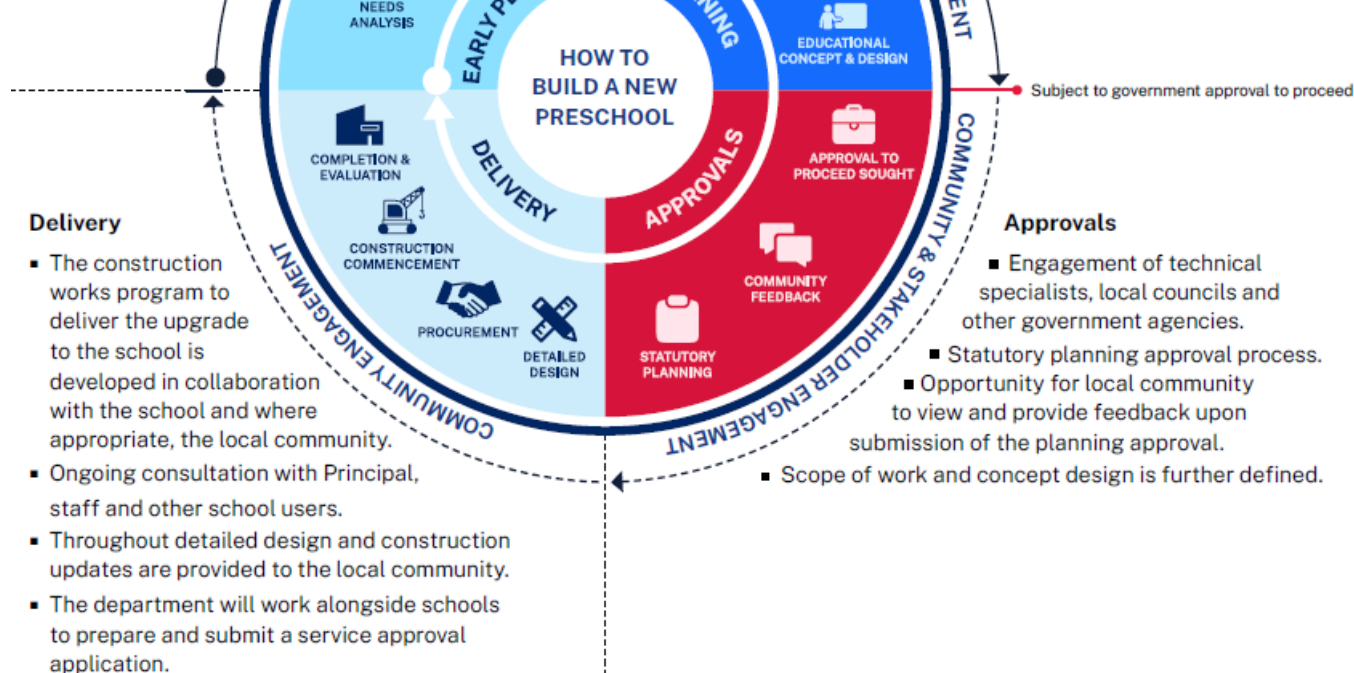 NEEDS
ANALYSIS
EARLY
NING
ENT
EDUCATIONAL
CONCEPT & DESIGN
HOW TO
BUILD A NEW
PRESCHOOL
Subject to government approval to proceed
COMPLETION &
EVALUATION
DELIVERY
APPROVALS
APPROVAL TO
PROCEED SOUGHT
CONSTRUCTION
COMMENCEMENT
COMMUNITY
FEEDBACK
PROCUREMENT
DETAILED
DESIGN
STATUTORY
PLANNING
COMMUNITY ENGAGEMENT
COMMUNITY & STAKEHOLDER ENGAGEMENT
Delivery
▪ The construction
works program to
deliver the upgrade
to the school is
developed in collaboration
with the school and where
appropriate, the local community.
▪ Ongoing consultation with Principal,
staff and other school users.
▪ Throughout detailed design and construction
updates are provided to the local community.
▪ The department will work alongside schools
to prepare and submit a service approval
application.
Approvals
▪ Engagement of technical
specialists, local councils and
other government agencies.
▪ Statutory planning approval process.
▪ Opportunity for local community
to view and provide feedback upon
submission of the planning approval.
▪ Scope of work and concept design is further defined.